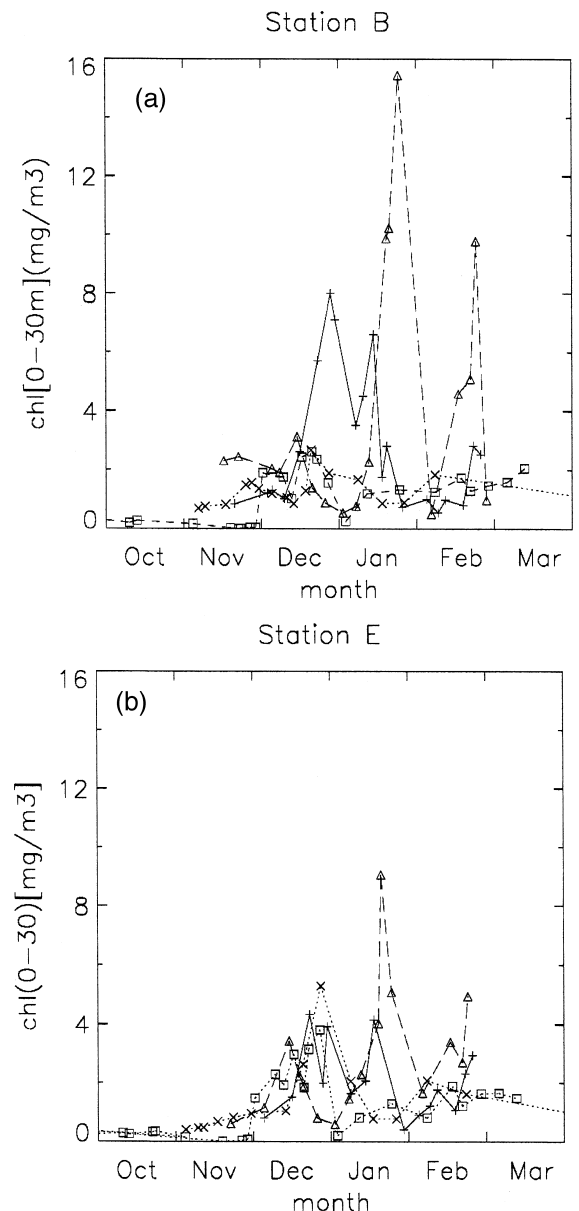 Station B
16
(a)
12
8
4
0
chl[0-30m](mg/m3)
Oct Nov Dec Jan Feb Mar
month
Station E
16
(b)
12
8
4
0
chl(0-30)[mg/m3]
Oct Nov Dec Jan Feb Mar
month